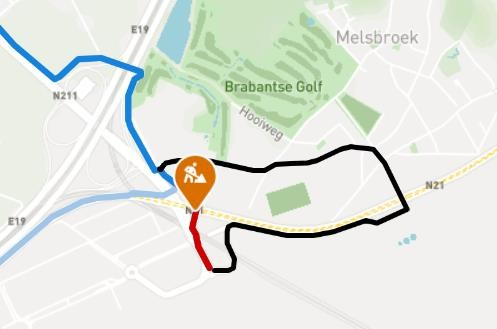 E19
Melsbroek
N211
Brabantse Golf
Hooiweg
N21
E19